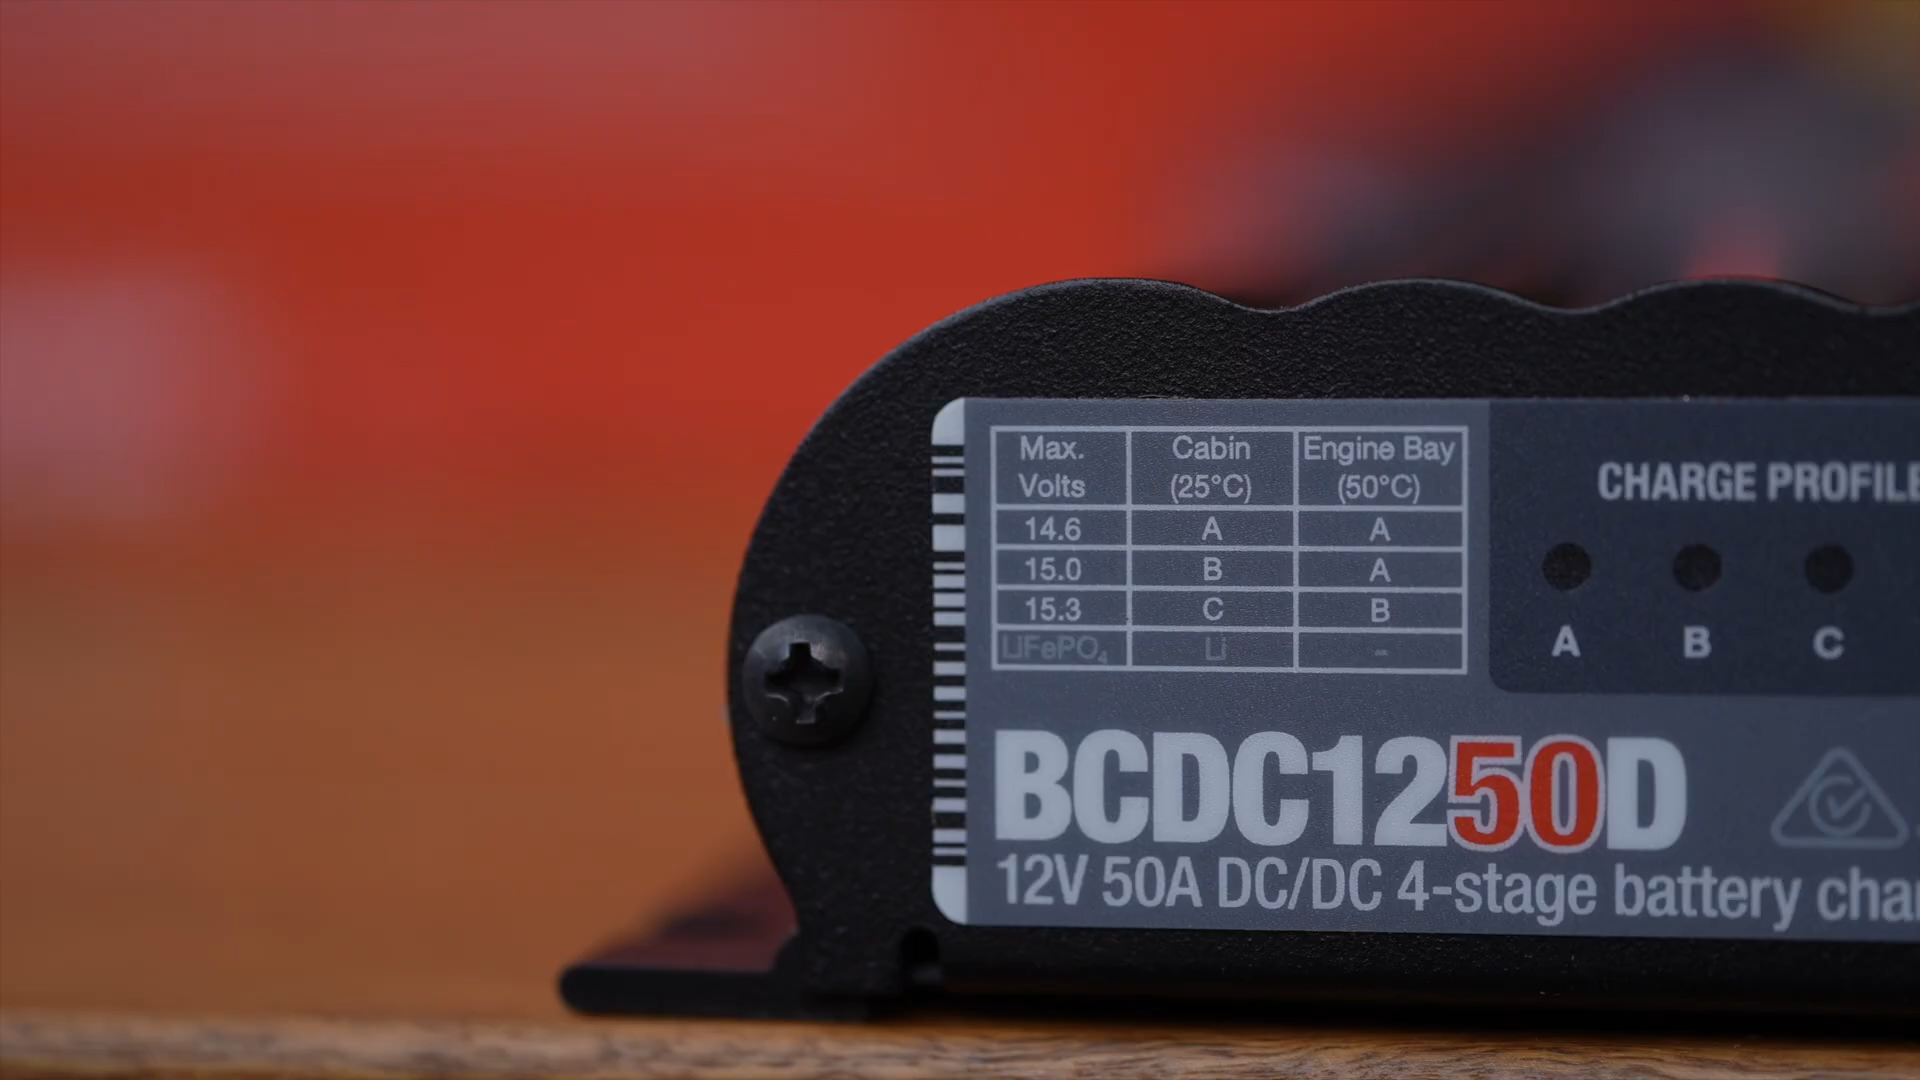 Max. Volts Cabin (25°C) Engine Bay (50°C)
14.6 A A
15.0 B A
15.3 C B
LiFePO₄ Li -
CHARGE PROFILE
A B C
BCDC1250D
12V 50A DC/DC 4-stage battery cha